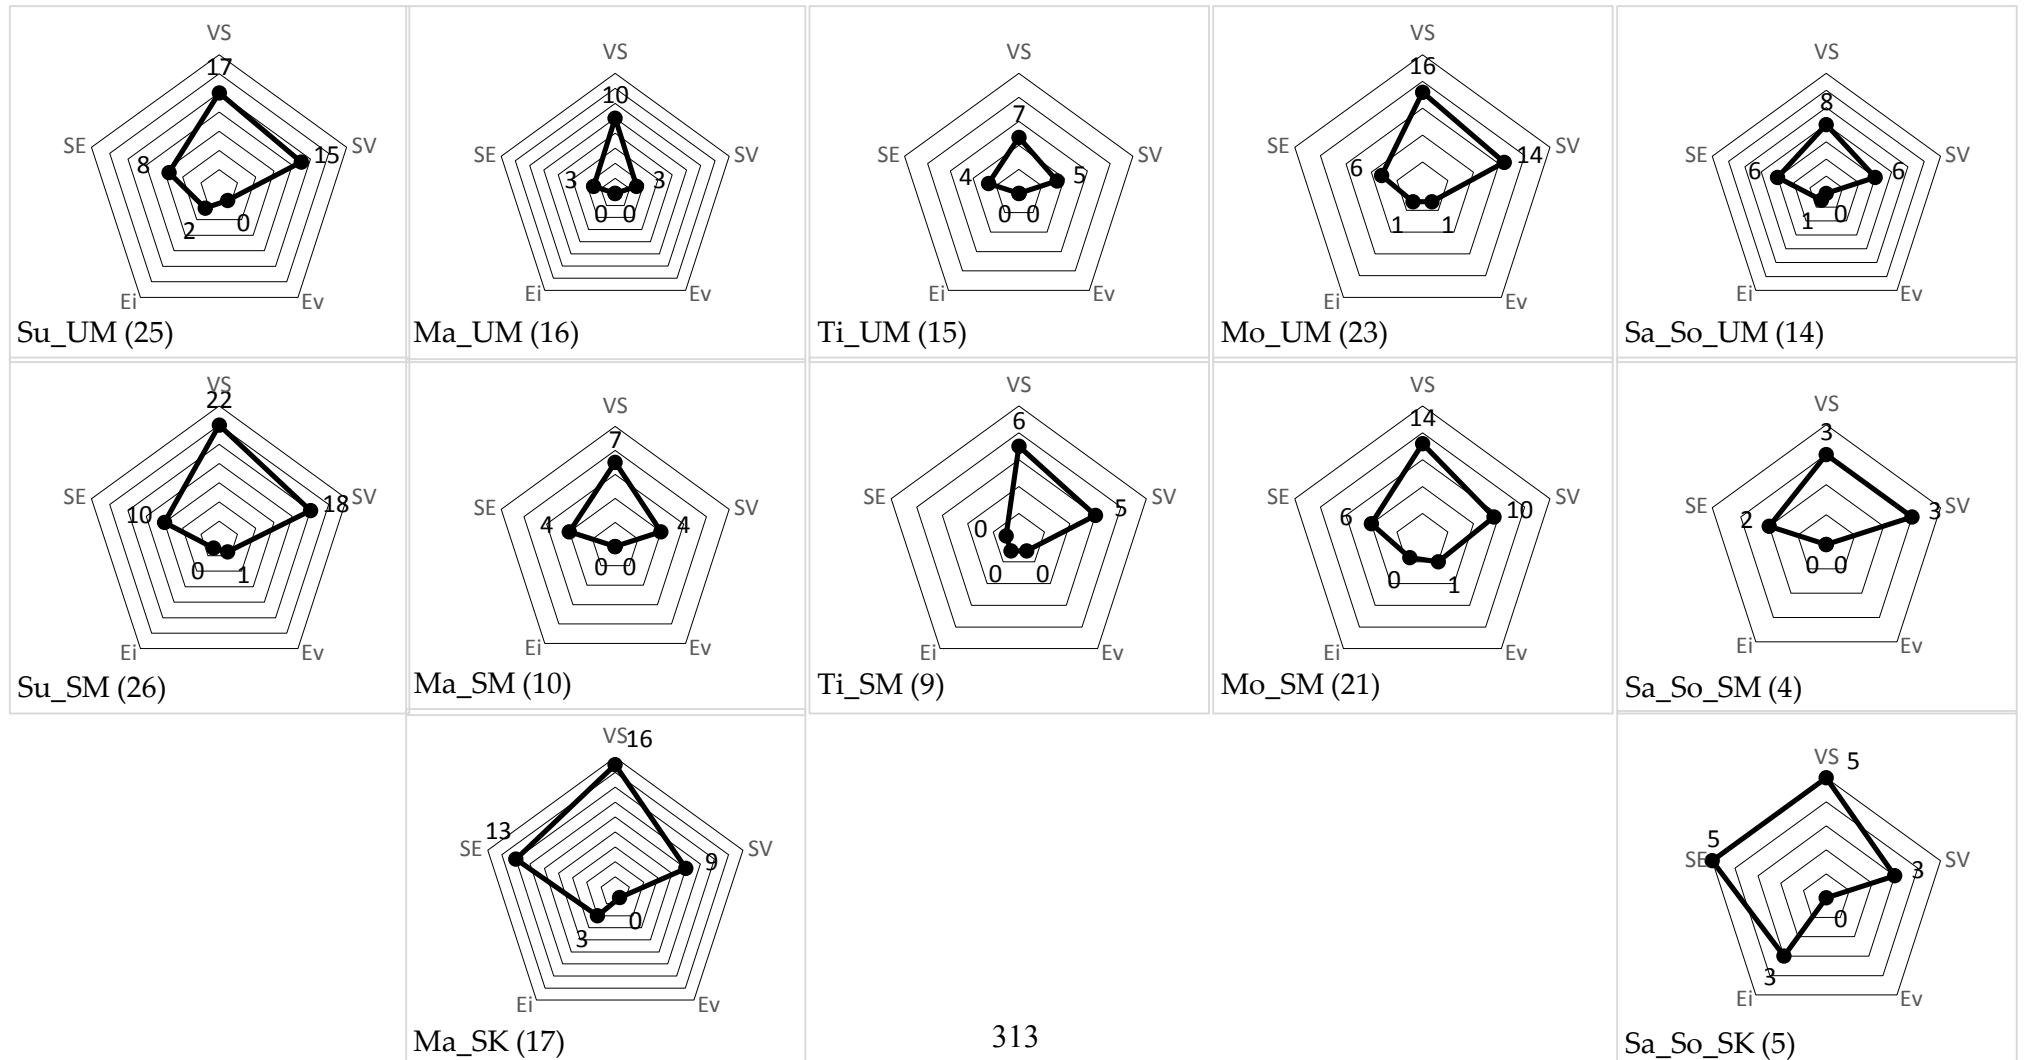 VS
17
SE
SV
8
15
2
0
Ei
Ev
Su_UM (25)
VS
10
SE
SV
3
3
0
0
Ei
Ev
Ma_UM (16)
VS
7
SE
SV
4
5
0
0
Ei
Ev
Ti_UM (15)
VS
16
SE
SV
6
14
1
1
Ei
Ev
Mo_UM (23)
VS
8
SE
SV
6
6
1
0
Ei
Ev
Sa_So_UM (14)
VS
22
SE
SV
10
18
0
1
Ei
Ev
Su_SM (26)
VS
7
SE
SV
4
4
0
0
Ei
Ev
Ma_SM (10)
VS
6
SE
SV
0
5
0
0
Ei
Ev
Ti_SM (9)
VS
14
SE
SV
6
10
0
1
Ei
Ev
Mo_SM (21)
VS
3
SE
SV
2
3
0
0
Ei
Ev
Sa_So_SM (4)
VS
16
13
SE
SV
9
3
0
Ei
Ev
Ma_SK (17)
VS
5
5
SE
SV
3
3
0
Ei
Ev
Sa_So_SK (5)
313